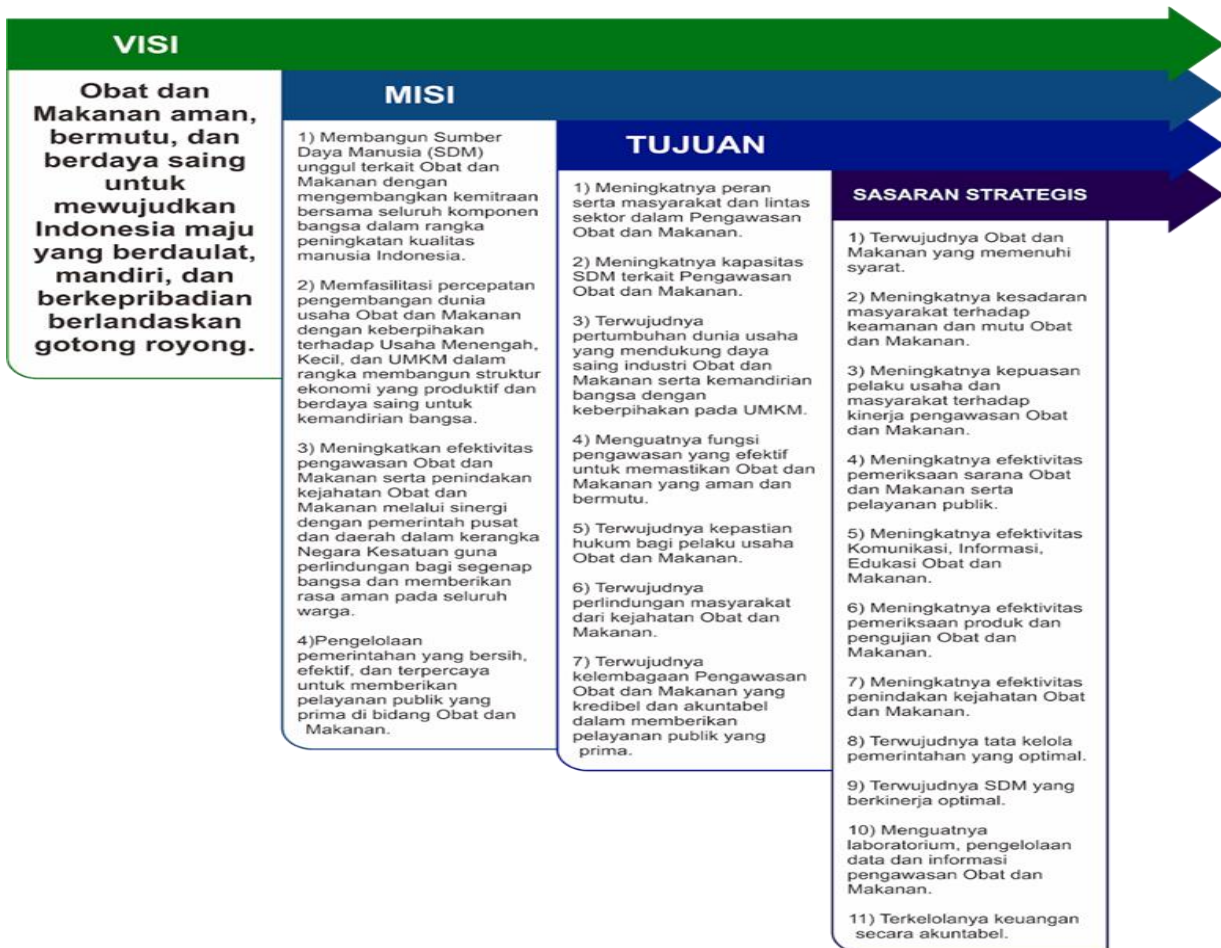 VISI
Obat dan
Makanan aman,
bermutu, dan
berdaya saing
untuk
mewujudkan
Indonesia maju
yang berdaulat,
mandiri, dan
berkepribadian
berlandaskan
gotong royong.
MISI
1) Membangun Sumber
Daya Manusia (SDM)
unggul terkait Obat dan
Makanan dengan
mengembangkan kemitraan
bersama seluruh komponen
bangsa dalam rangka
peningkatan kualitas
manusia Indonesia.
2) Memfasilitasi percepatan
pengembangan dunia
usaha Obat dan Makanan
dengan keberpihakan
terhadap Usaha Menengah,
Kecil, dan UMKM dalam
rangka membangun struktur
ekonomi yang produktif dan
berdaya saing untuk
kemandirian bangsa.
3) Meningkatkan efektivitas
pengawasan Obat dan
Makanan serta penindakan
kejahatan Obat dan
Makanan melalui sinergi
dengan pemerintah pusat
dan daerah dalam kerangka
Negara Kesatuan guna
perlindungan bagi segenap
bangsa dan memberikan
rasa aman pada seluruh
warga.
4)Pengelolaan
pemerintahan yang bersih,
efektif, dan terpercaya
untuk memberikan
pelayanan publik yang
prima di bidang Obat dan
Makanan.
TUJUAN
1) Meningkatnya peran
serta masyarakat dan lintas
sektor dalam Pengawasan
Obat dan Makanan.
2) Meningkatnya kapasitas
SDM terkait Pengawasan
Obat dan Makanan.
3) Terwujudnya
pertumbuhan dunia usaha
yang mendukung daya
saing industri Obat dan
Makanan serta kemandirian
bangsa dengan
keberpihakan pada UMKM.
4) Menguatnya fungsi
pengawasan yang efektif
untuk memastikan Obat dan
Makanan yang aman dan
bermutu.
5) Terwujudnya kepastian
hukum bagi pelaku usaha
Obat dan Makanan.
6) Terwujudnya
perlindungan masyarakat
dari kejahatan Obat dan
Makanan.
7) Terwujudnya
kelembagaan Pengawasan
Obat dan Makanan yang
kredibel dan akuntabel
dalam memberikan
pelayanan publik yang
prima.
SASARAN STRATEGIS
1) Terwujudnya Obat dan
Makanan yang memenuhi
syarat.
2) Meningkatnya kesadaran
masyarakat terhadap
keamanan dan mutu Obat
dan Makanan.
3) Meningkatnya kepuasan
pelaku usaha dan
masyarakat terhadap
kinerja pengawasan Obat
dan Makanan.
4) Meningkatnya efektivitas
pemeriksaan sarana Obat
dan Makanan serta
pelayanan publik.
5) Meningkatnya efektivitas
Komunikasi, Informasi,
Edukasi Obat dan
Makanan.
6) Meningkatnya efektivitas
pemeriksaan produk dan
pengujian Obat dan
Makanan.
7) Meningkatnya efektivitas
penindakan kejahatan Obat
dan Makanan.
8) Terwujudnya tata kelola
pemerintahan yang optimal.
9) Terwujudnya SDM yang
berkinerja optimal.
10) Menguatnya
laboratorium, pengelolaan
data dan informasi
pengawasan Obat dan
Makanan.
11) Terkelolanya keuangan
secara akuntabel.